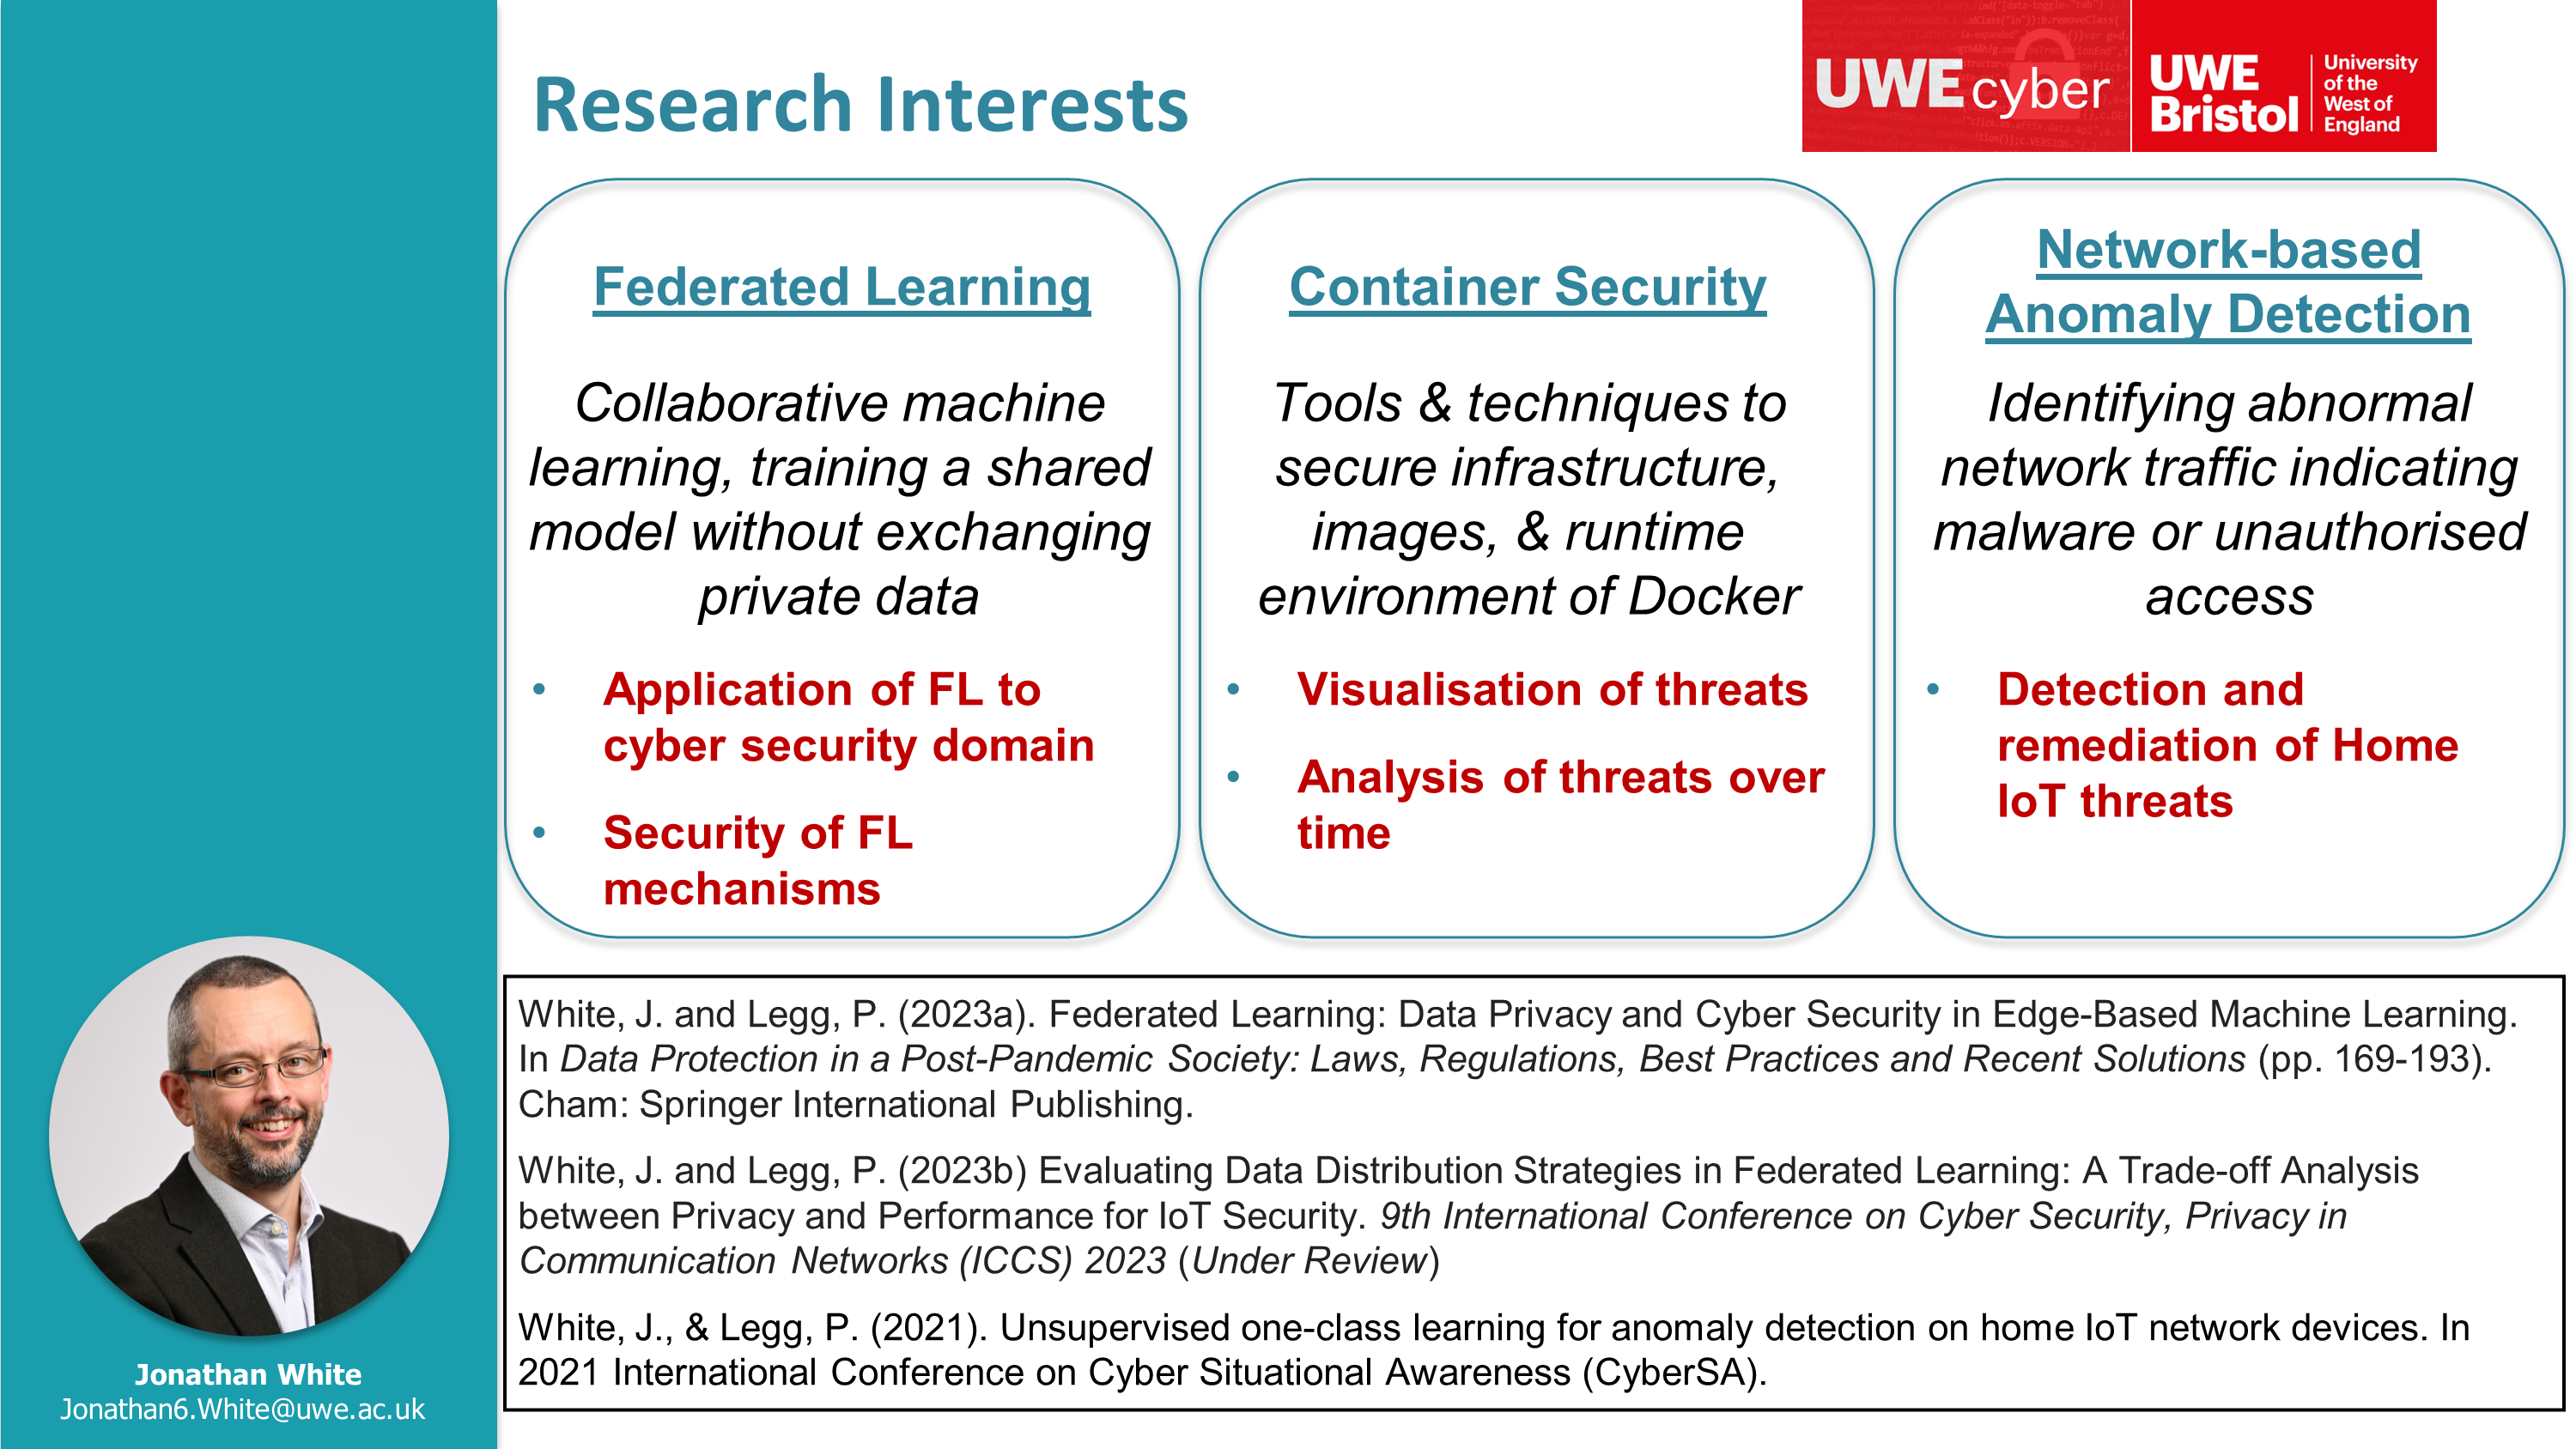 Research Interests
UWEcyber
UWE
Bristol
University
of the
West of
England
Federated Learning
Collaborative machine
learning, training a shared
model without exchanging
private data
• Application of FL to
cyber security domain
• Security of FL
mechanisms
Container Security
Tools & techniques to
secure infrastructure,
images, & runtime
environment of Docker
• Visualisation of threats
• Analysis of threats over
time
Network-based
Anomaly Detection
Identifying abnormal
network traffic indicating
malware or unauthorised
access
• Detection and
remediation of Home
IoT threats
White, J. and Legg, P. (2023a). Federated Learning: Data Privacy and Cyber Security in Edge-Based Machine Learning.
In Data Protection in a Post-Pandemic Society: Laws, Regulations, Best Practices and Recent Solutions (pp. 169-193).
Cham: Springer International Publishing.
White, J. and Legg, P. (2023b) Evaluating Data Distribution Strategies in Federated Learning: A Trade-off Analysis
between Privacy and Performance for IoT Security. 9th International Conference on Cyber Security, Privacy in
Communication Networks (ICCS) 2023 (Under Review)
White, J., & Legg, P. (2021). Unsupervised one-class learning for anomaly detection on home IoT network devices. In
2021 International Conference on Cyber Situational Awareness (CyberSA).
Jonathan White
Jonathan6.White@uwe.ac.uk